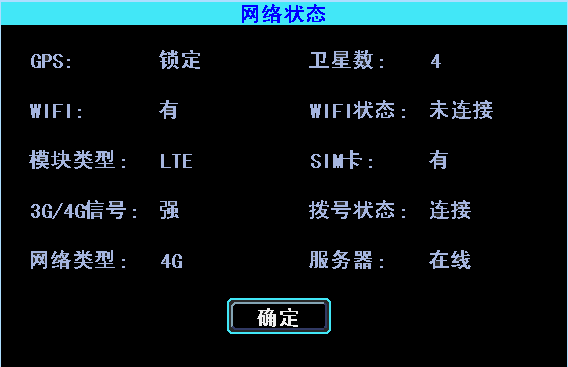 网络状态
GPS: 锁定 卫星数: 4
WIFI: 有 WIFI状态: 未连接
模块类型: LTE SIM卡: 有
3G/4G信号: 强 拨号状态: 连接
网络类型: 4G 服务器: 在线
确定